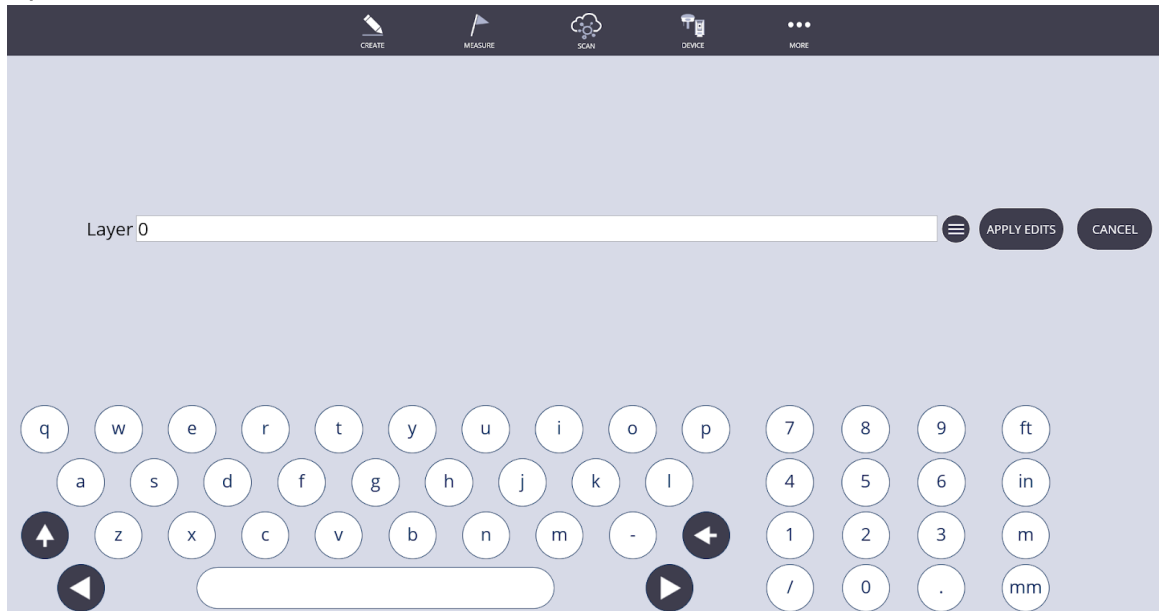 CREATE MEASURE SCAN DEVICE MORE
Layer 0 APPLY EDITS CANCEL
q w e r t y u i o p 7 8 9 ft
a s d f g h j k l 4 5 6 in
z x c v b n m - 1 2 3 m
/ 0 . mm